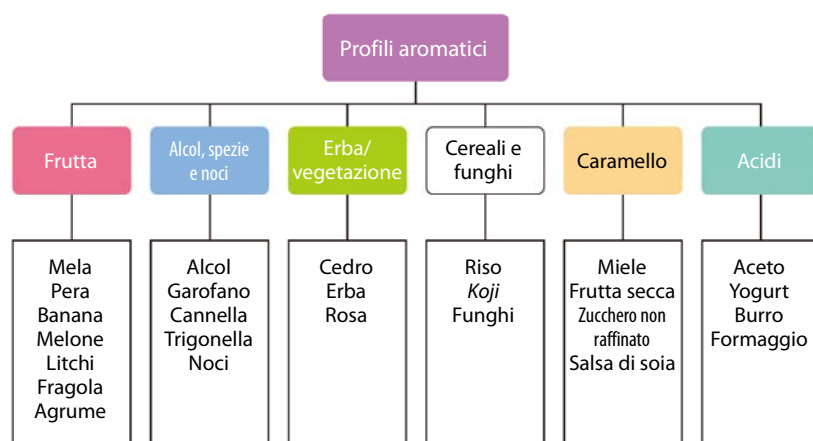 Profili aromatici
Frutta
Alcol, spezie
e noci
Erba/
vegetazione
Cereali e
funghi
Caramello
Acidi
Mela
Pera
Banana
Melone
Litchi
Fragola
Agrume
Alcol
Garofano
Cannella
Trigonella
Noci
Cedro
Erba
Rosa
Riso
Koji
Funghi
Miele
Frutta secca
Zucchero non
raffinato
Salsa di soia
Aceto
Yogurt
Burro
Formaggio